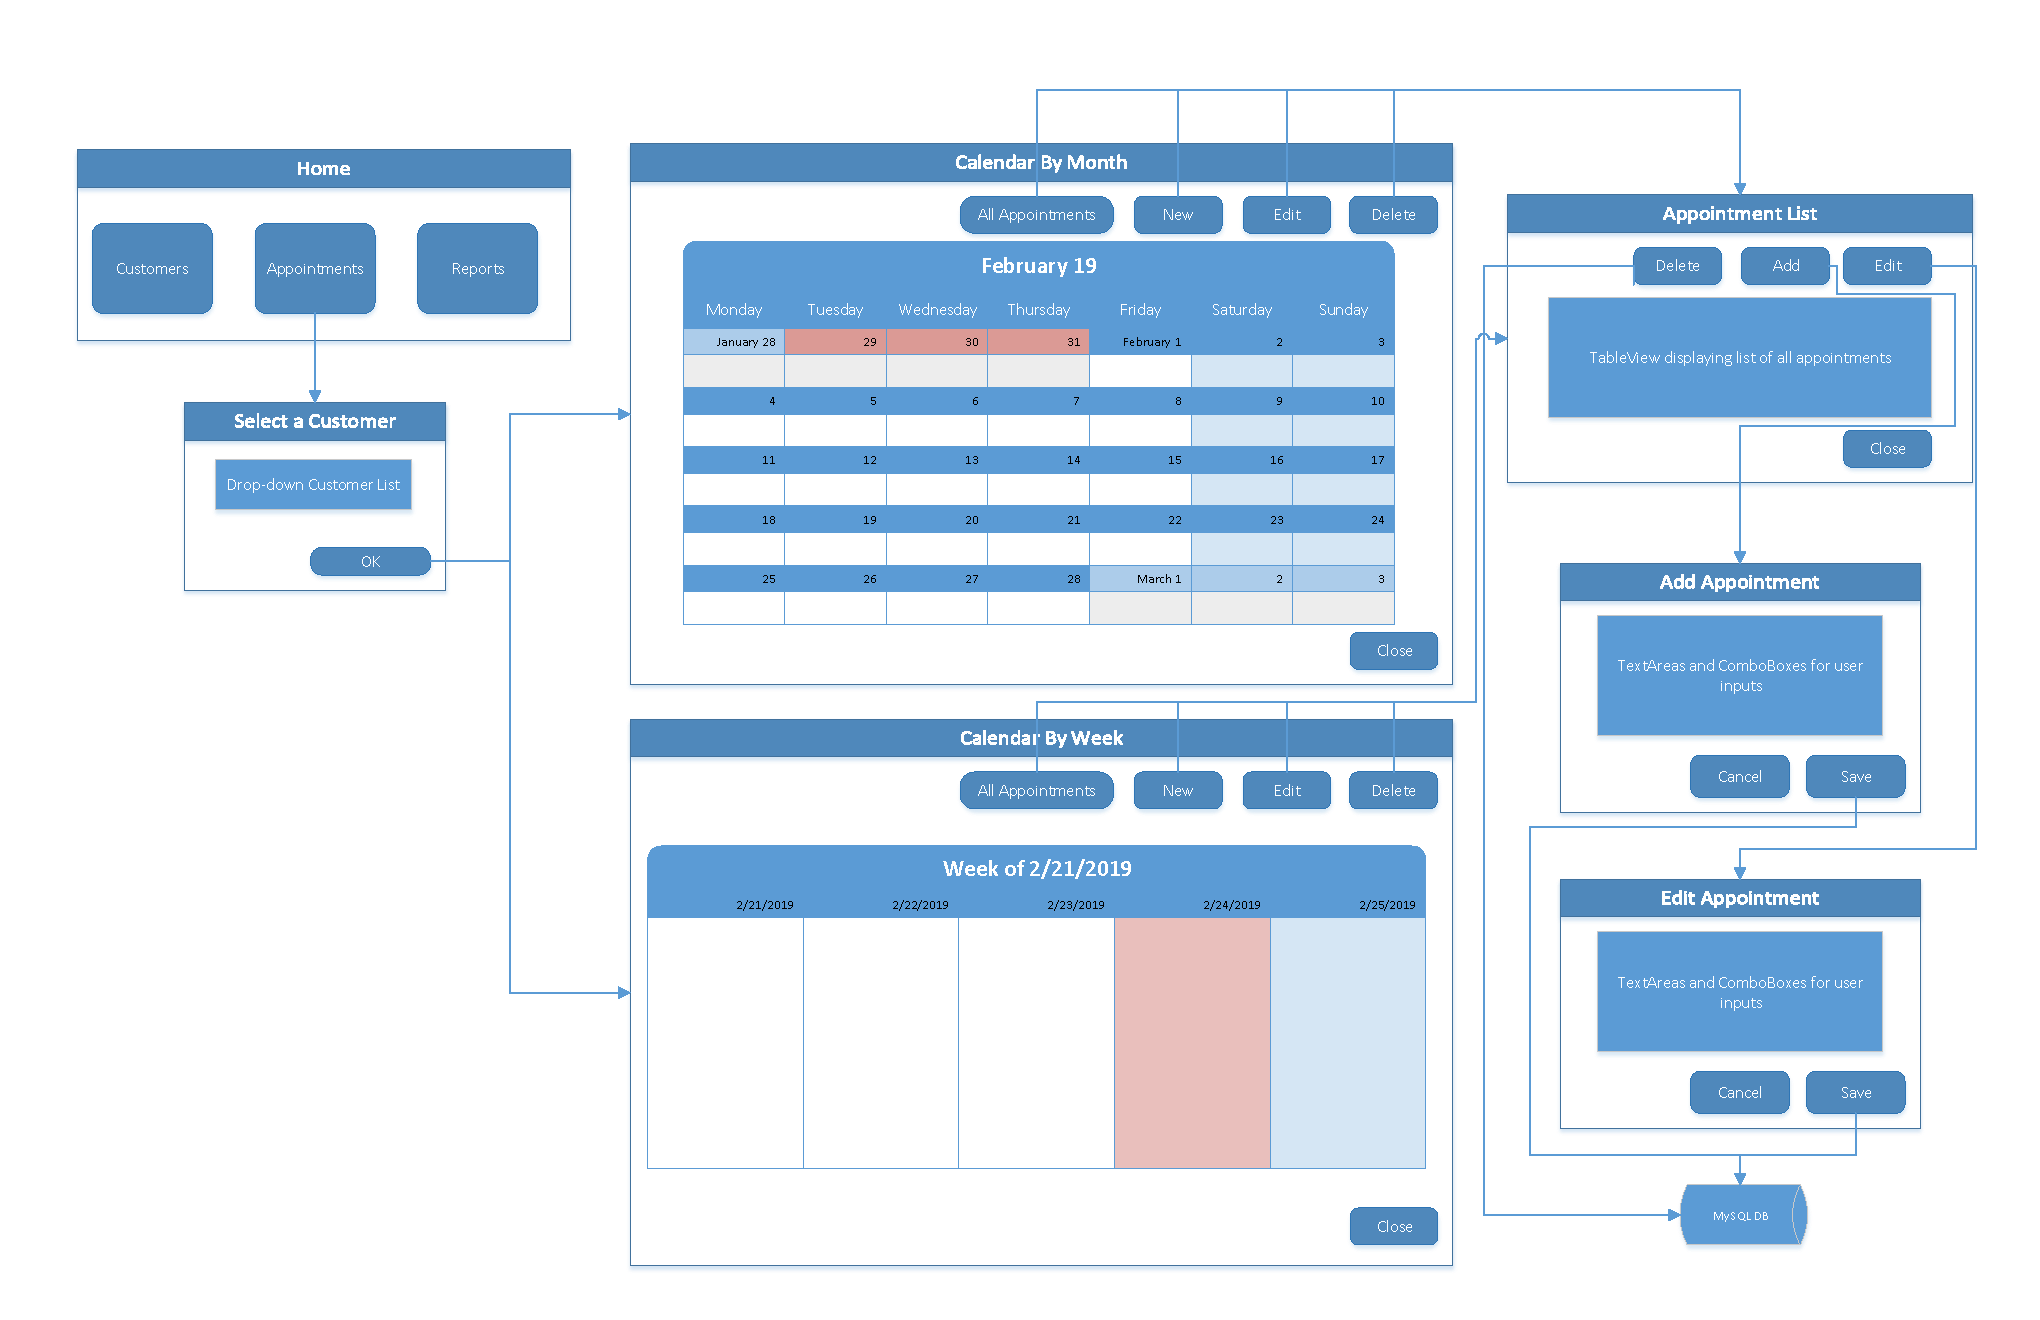 Home
Customers
Appointments
Reports
Select a Customer
Drop-down Customer List
OK
Calendar By Month
All Appointments
New
Edit
Delete
February 19
Monday Tuesday Wednesday Thursday Friday Saturday Sunday
January 28 29 30 31 February 1 2 3
4 5 6 7 8 9 10
11 12 13 14 15 16 17
18 19 20 21 22 23 24
25 26 27 28 March 1 2 3
Close
Calendar By Week
All Appointments
New
Edit
Delete
Week of 2/21/2019
2/21/2019 2/22/2019 2/23/2019 2/24/2019 2/25/2019
Close
Appointment List
Delete
Add
Edit
TableView displaying list of all appointments
Close
Add Appointment
TextAreas and ComboBoxes for user
inputs
Cancel
Save
Edit Appointment
TextAreas and ComboBoxes for user
inputs
Cancel
Save
MySQL DB